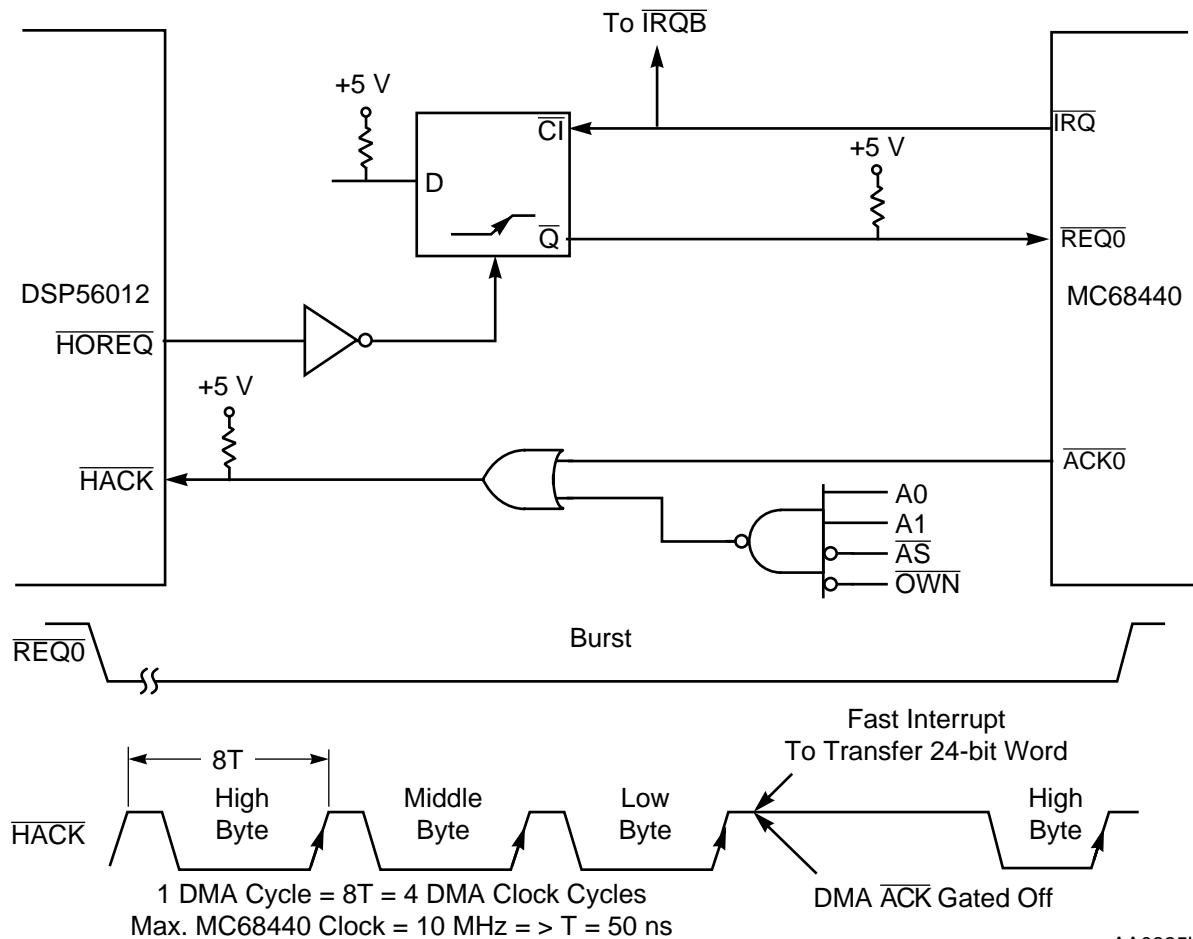 To IRQB
+5 V
CI
IRQ
+5 V
D
Q
REQ0
DSP56012
MC68440
HOREQ
+5 V
HACK
ACK0
A0
A1
AS
OWN
REQ0
Burst
Fast Interrupt
To Transfer 24-bit Word
8T
HACK
High
Byte
Middle
Byte
Low
Byte
High
Byte
1 DMA Cycle = 8T = 4 DMA Clock Cycles
DMA ACK Gated Off
Max. MC68440 Clock = 10 MHz = > T = 50 ns